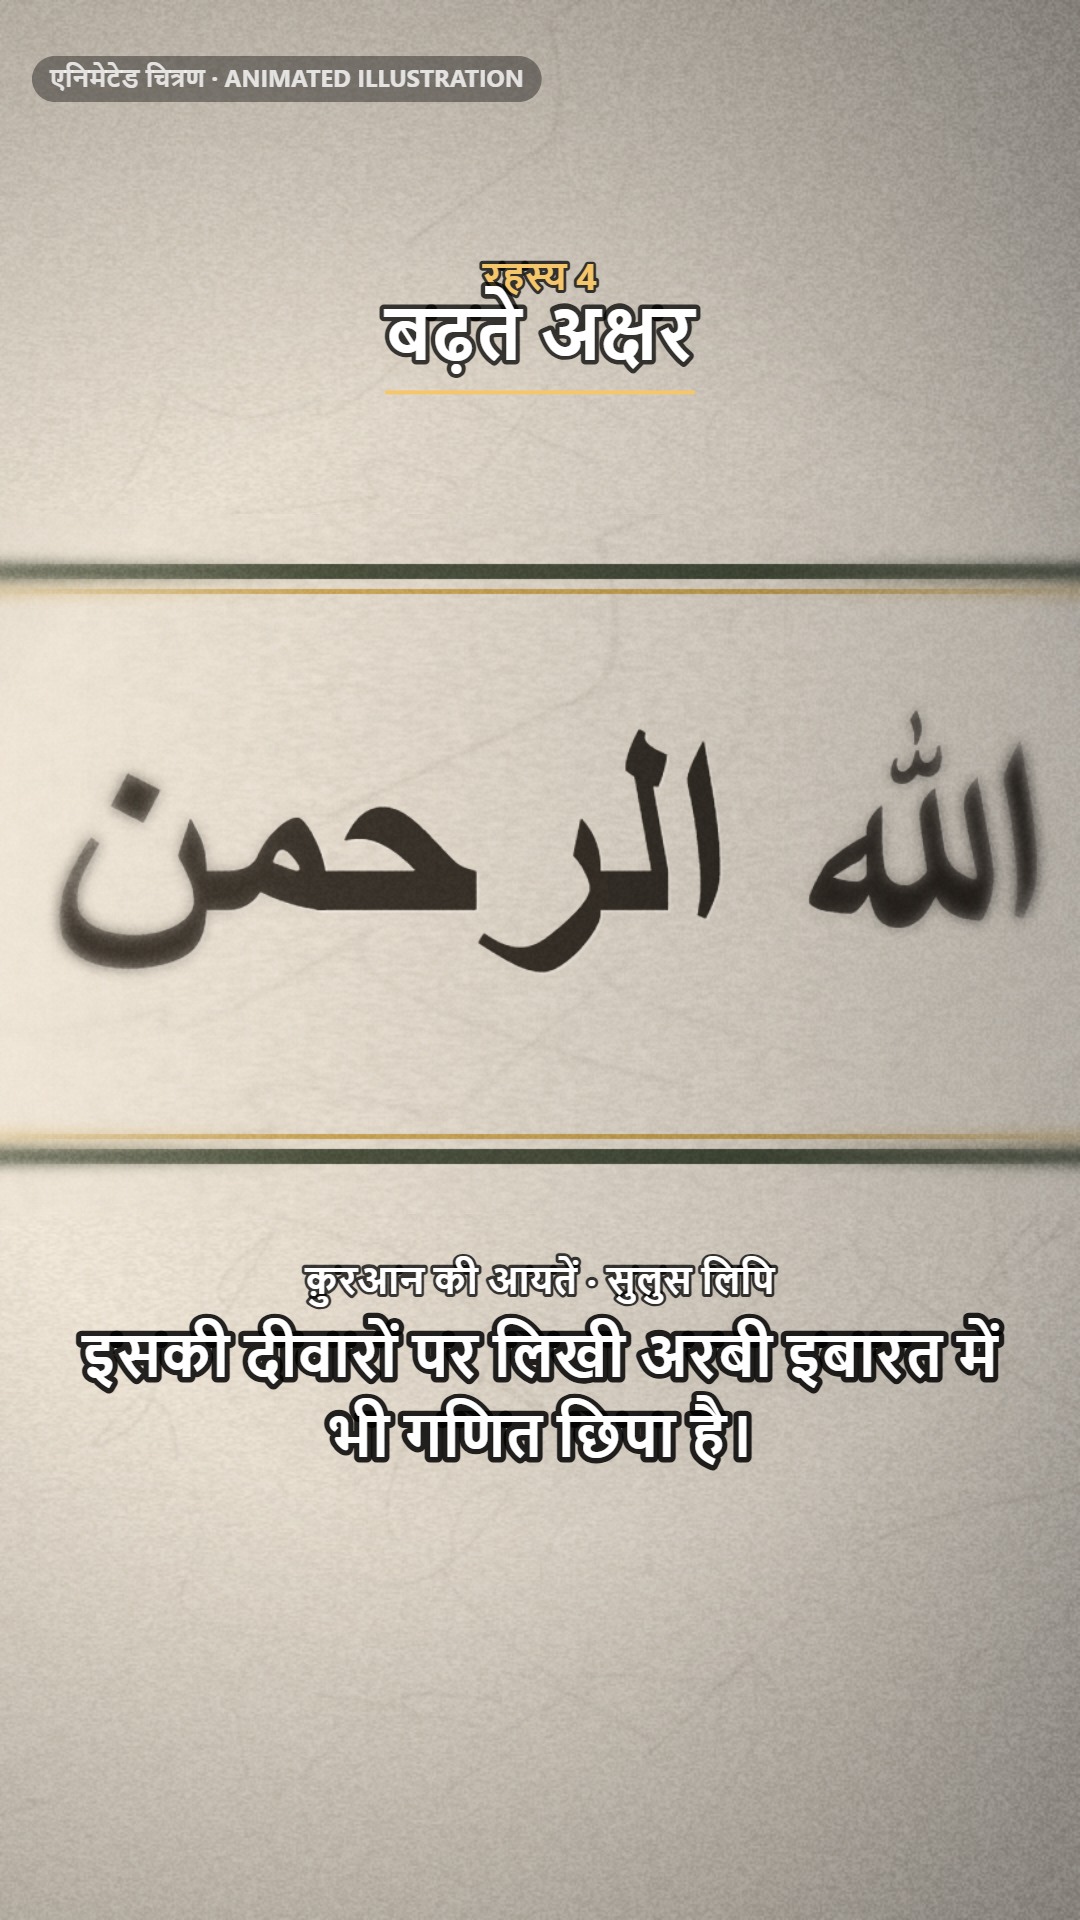 एनिमेटेड चित्रण · ANIMATED ILLUSTRATION
रहस्य 4
बढ़ते अक्षर
الله الرحمن
क़ुरआन की आयतें · सुलुस लिपि
इसकी दीवारों पर लिखी अरबी इबारत में
भी गणित छिपा है।